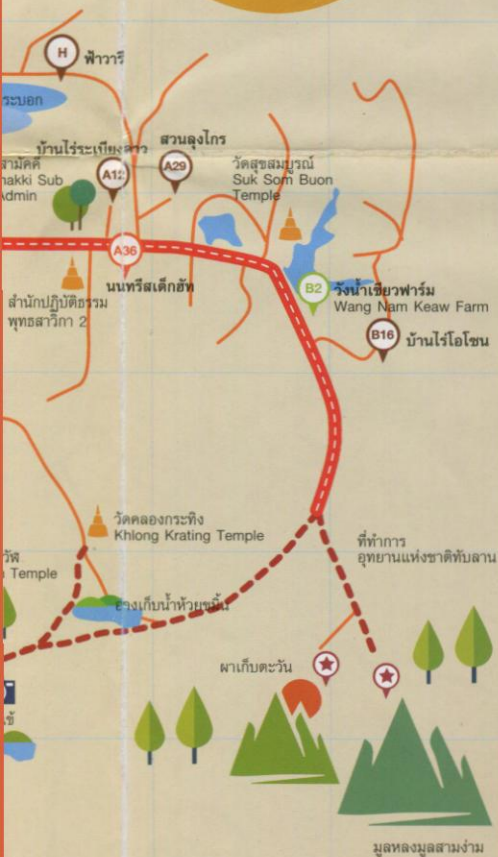 H
ฟ้าวารี
ระบอก
บ้านไร่ระเบียงลาว
A12
สวนลุงไกร
A29
สามัคคี
nakki Sub
Admin
วัดสุขสมบูรณ์
Suk Som Buon
Temple
A36
นนทรีสเต็กฮัท
สำนักปฏิบัติธรรม
พุทธสาวิกา 2
B2
วังน้ำเขียวฟาร์ม
Wang Nam Keaw Farm
B16
บ้านไร่โอโซน
วัดคลองกระทิง
Khlong Krating Temple
ที่ทำการ
อุทยานแห่งชาติทับลาน
Temple
อ่างเก็บน้ำห้วยขมิ้น
ผาเก็บตะวัน
มูลหลงมูลสามง่าม